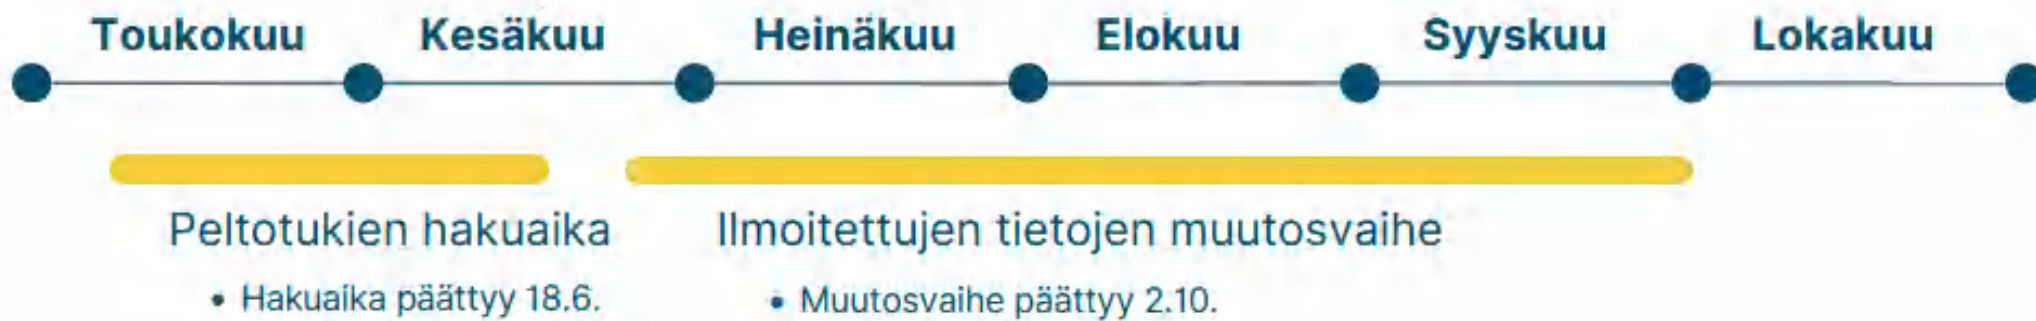 Toukokuu Kesäkuu Heinäkuu Elokuu Syyskuu Lokakuu
Peltotukien hakuaika
• Hakuaika päättyy 18.6.
Ilmoitettujen tietojen muutosvaihe
• Muutosvaihe päättyy 2.10.